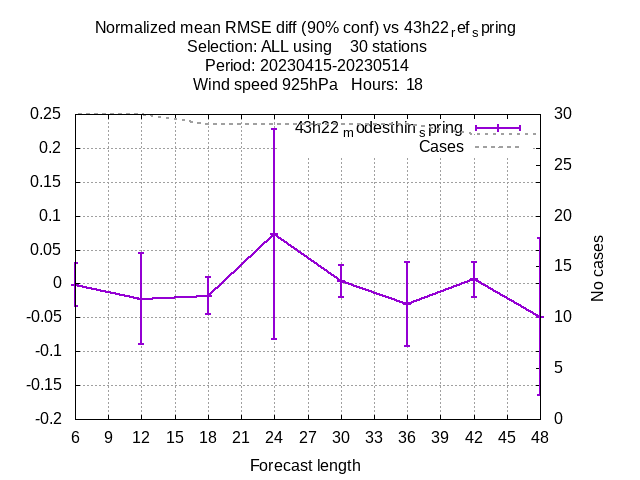 Normalized mean RMSE diff (90% conf) vs 43h22refspring
Selection: ALL using 30 stations
Period: 20230415-20230514
Wind speed 925hPa Hours: 18
0.25
0.2
0.15
0.1
0.05
0
-0.05
-0.1
-0.15
-0.2
43h22modesthinspring
Cases
30
25
20
15
10
5
0
No cases
6 9 12 15 18 21 24 27 30 33 36 39 42 45 48
Forecast length